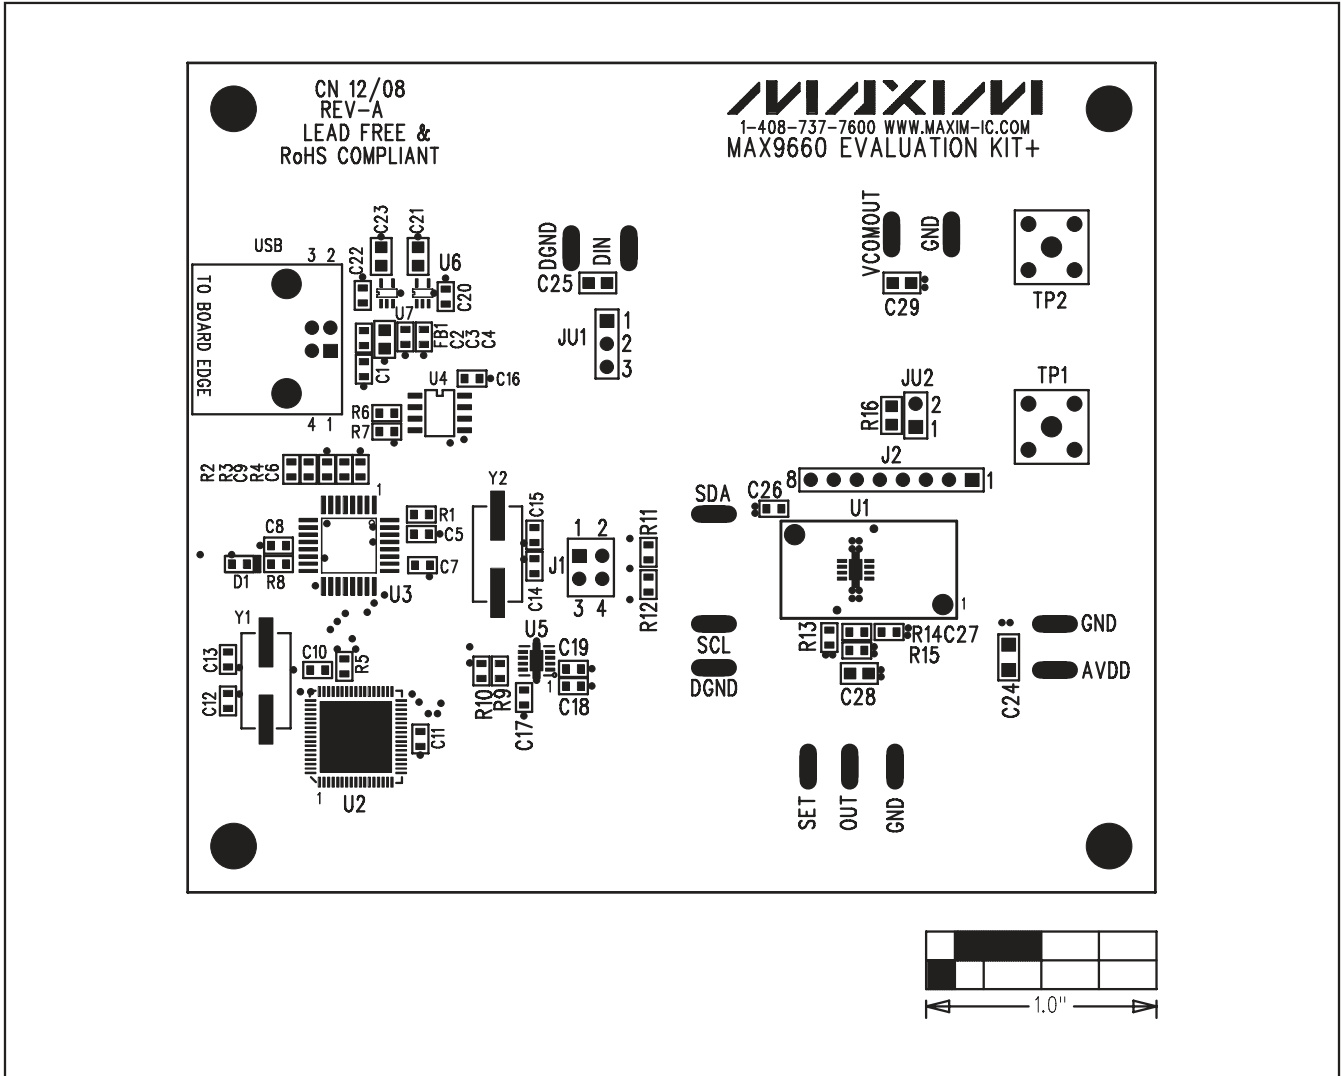 CN 12/08
REV-A
LEAD FREE &
RoHS COMPLIANT
MAXIM
1-408-737-7600 WWW.MAXIM-IC.COM
MAX9660 EVALUATION KIT+
USB
3 2
TO BOARD EDGE
4 1
C22
C23
C21
U6
C20
U7
FB1
C2
C3
C4
C1
U4
C16
R6
R7
DGND
DIN
C25
JU1
1
2
3
VCOMOUT
GND
C29
TP2
TP1
JU2
R16
2
1
J2
8
1
R2
R3
C9
R4
C6
1
R1
C5
C7
C8
D1
R8
U3
Y2
C15
C14
J1
1 2
3 4
R11
R12
SDA
C26
U1
1
SCL
DGND
R13
R14
C27
R15
C28
GND
AVDD
C24
Y1
C13
C12
C10
R5
U5
1
C19
C18
R10
R9
C17
C11
1
U2
SET
OUT
GND
1.0"